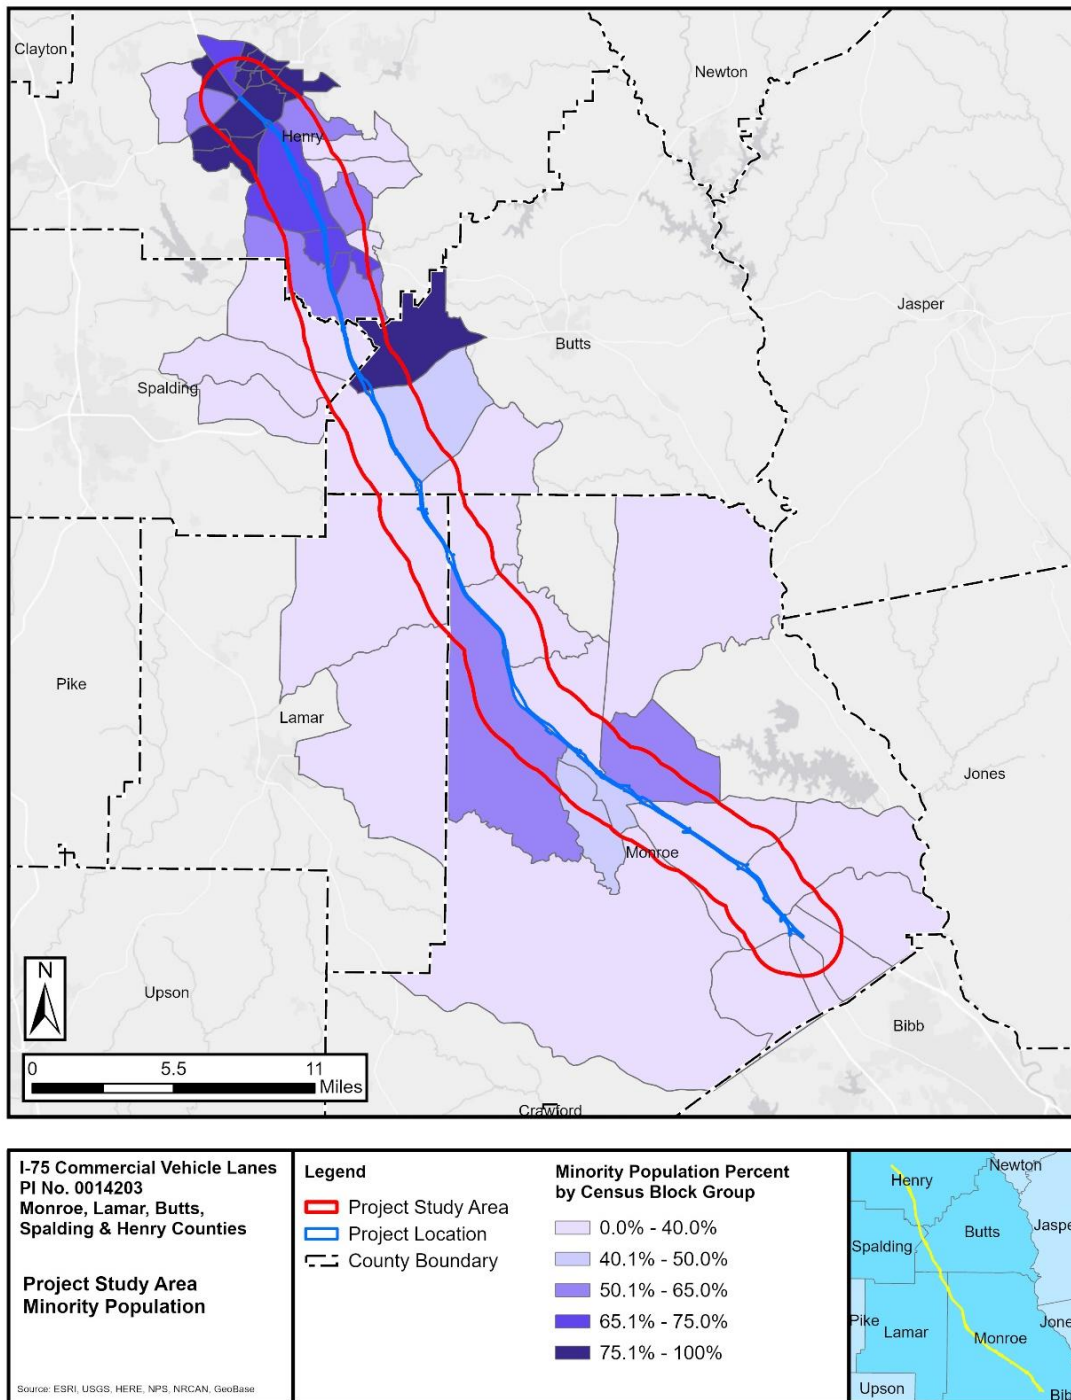 Clayton
Newton
Henry
Jasper
Butts
Spalding
Pike
Lamar
Jones
Monroe
Upson
Bibb
Crawford
N
0 5.5 11
Miles
I-75 Commercial Vehicle Lanes
PI No. 0014203
Monroe, Lamar, Butts,
Spalding & Henry Counties
Project Study Area
Minority Population
Source: ESRI, USGS, HERE, NPS, NRCAN, GeoBase
Legend
Project Study Area
Project Location
County Boundary
Minority Population Percent
by Census Block Group
0.0% - 40.0%
40.1% - 50.0%
50.1% - 65.0%
65.1% - 75.0%
75.1% - 100%
Newton
Henry
Butts
Jaspe
Spalding
Pike
Lamar
Monroe
Jone
Upson
Bib